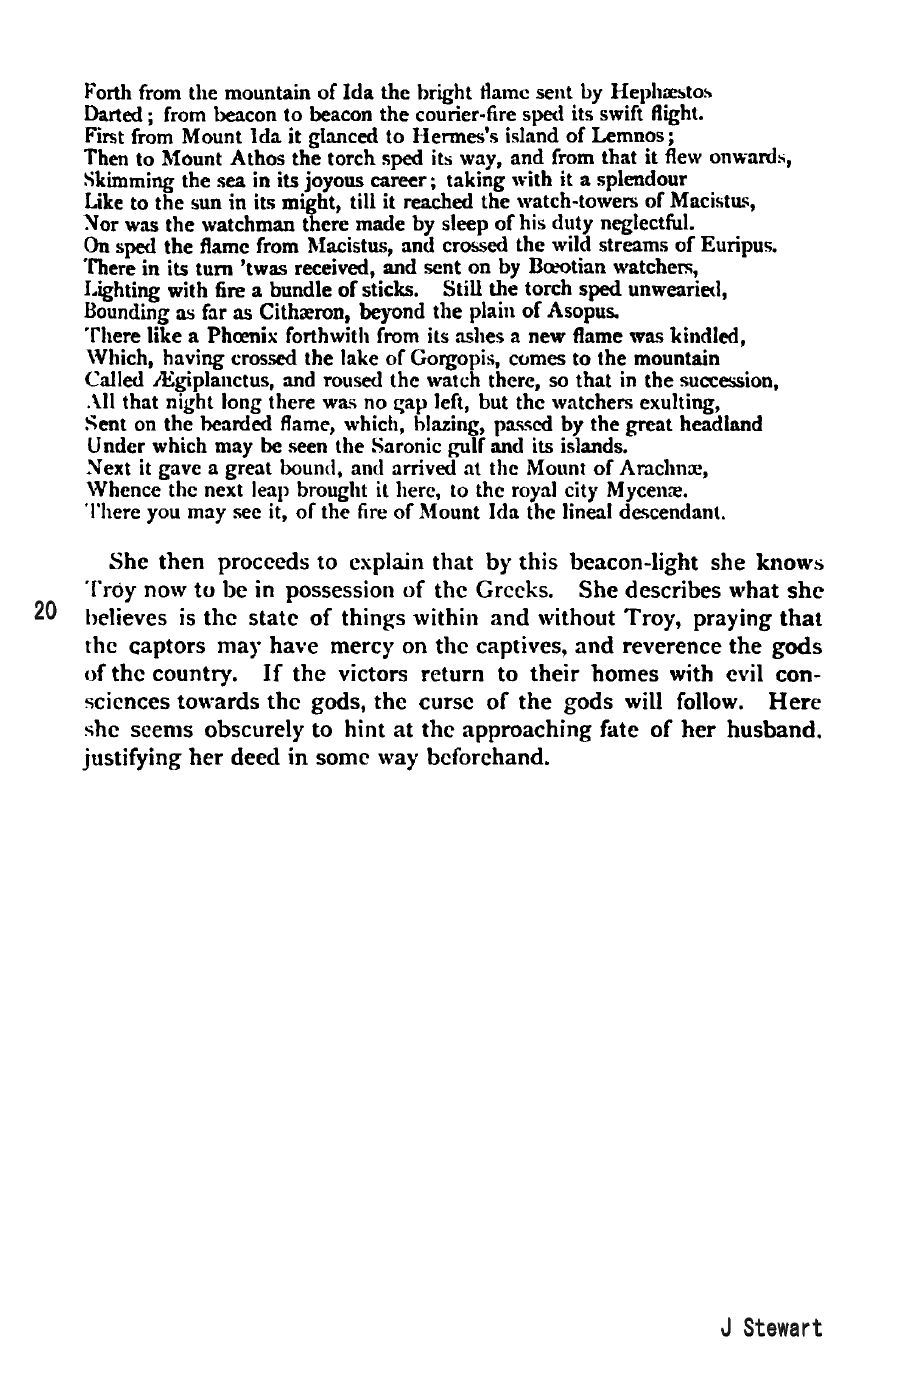 Forth from the mountain of Ida the bright flame sent by Hephæstos
Darted; from beacon to beacon the courier-fire sped its swift flight.
First from Mount Ida it glanced to Hermes's island of Lemnos;
Then to Mount Athos the torch sped its way, and from that it flew onwards,
Skimming the sea in its joyous career; taking with it a splendour
Like to the sun in its might, till it reached the watch-towers of Macistus,
Nor was the watchman there made by sleep of his duty neglectful.
On sped the flame from Macistus, and crossed the wild streams of Euripus.
There in its turn 'twas received, and sent on by Bœotian watchers,
Lighting with fire a bundle of sticks. Still the torch sped unwearied,
Bounding as far as Cithæron, beyond the plain of Asopus.
There like a Phœnix forthwith from its ashes a new flame was kindled,
Which, having crossed the lake of Gorgopis, comes to the mountain
Called Ægiplanctus, and roused the watch there, so that in the succession,
All that night long there was no gap left, but the watchers exulting,
Sent on the bearded flame, which, blazing, passed by the great headland
Under which may be seen the Saronic gulf and its islands.
Next it gave a great bound, and arrived at the Mount of Arachnæ,
Whence the next leap brought it here, to the royal city Mycenæ.
There you may see it, of the fire of Mount Ida the lineal descendant.
She then proceeds to explain that by this beacon-light she knows
Troy now to be in possession of the Greeks. She describes what she
20 believes is the state of things within and without Troy, praying that
the captors may have mercy on the captives, and reverence the gods
of the country. If the victors return to their homes with evil con-
sciences towards the gods, the curse of the gods will follow. Here
she seems obscurely to hint at the approaching fate of her husband,
justifying her deed in some way beforehand.
J Stewart